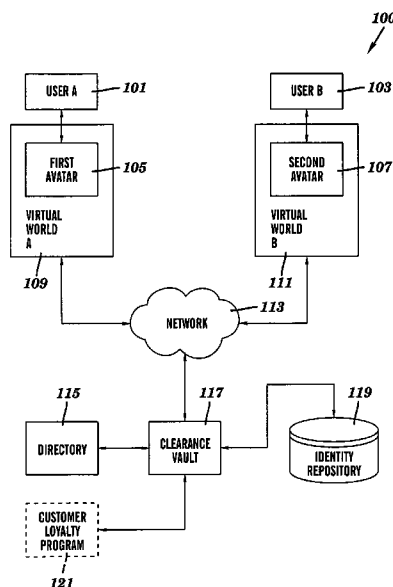 100
USER A
101
USER B
103
FIRST
AVATAR
105
SECOND
AVATAR
107
VIRTUAL
WORLD
A
109
VIRTUAL
WORLD
B
111
NETWORK
113
115
DIRECTORY
117
CLEARANCE
VAULT
119
IDENTITY
REPOSITORY
CUSTOMER
LOYALTY
PROGRAM
121